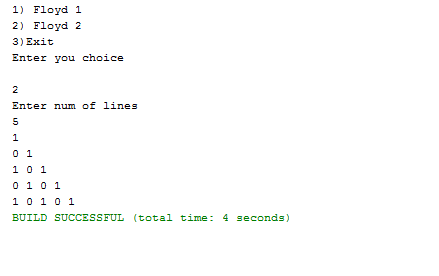 1) Floyd 1
2) Floyd 2
3)Exit
Enter you choice
2
Enter num of lines
5
1
0 1
1 0 1
0 1 0 1
1 0 1 0 1
BUILD SUCCESSFUL (total time: 4 seconds)